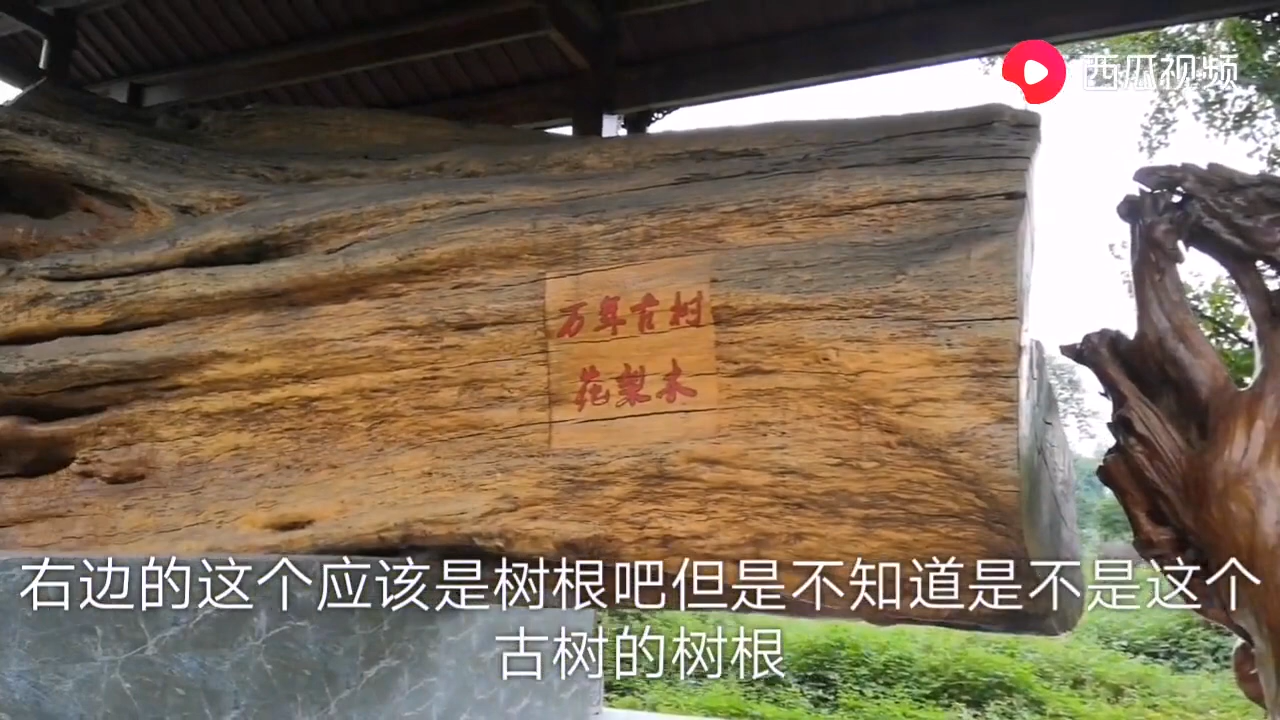 西瓜视频
万年古树
花梨木
右边的这个应该是树根吧但是不知道是不是这个
古树的树根